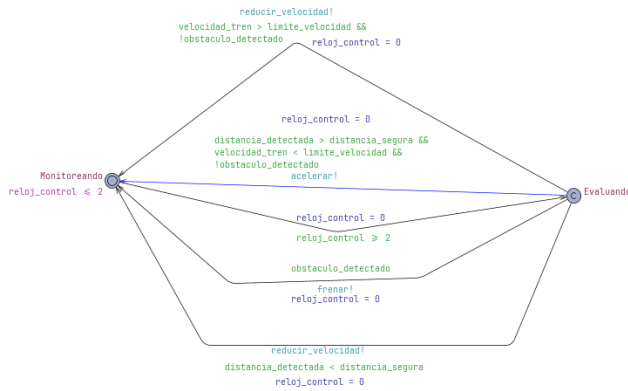 reducir_velocidad!
velocidad_tren > limite_velocidad &&
!obstaculo_detectado
reloj_control = 0
reloj_control = 0
distancia_detectada > distancia_segura &&
velocidad_tren < limite_velocidad &&
!obstaculo_detectado
acelerar!
Monitoreando
reloj_control ≤ 2
C
Evaluando
reloj_control = 0
reloj_control ≥ 2
obstaculo_detectado
frenar!
reloj_control = 0
reducir_velocidad!
distancia_detectada < distancia_segura
reloj_control = 0